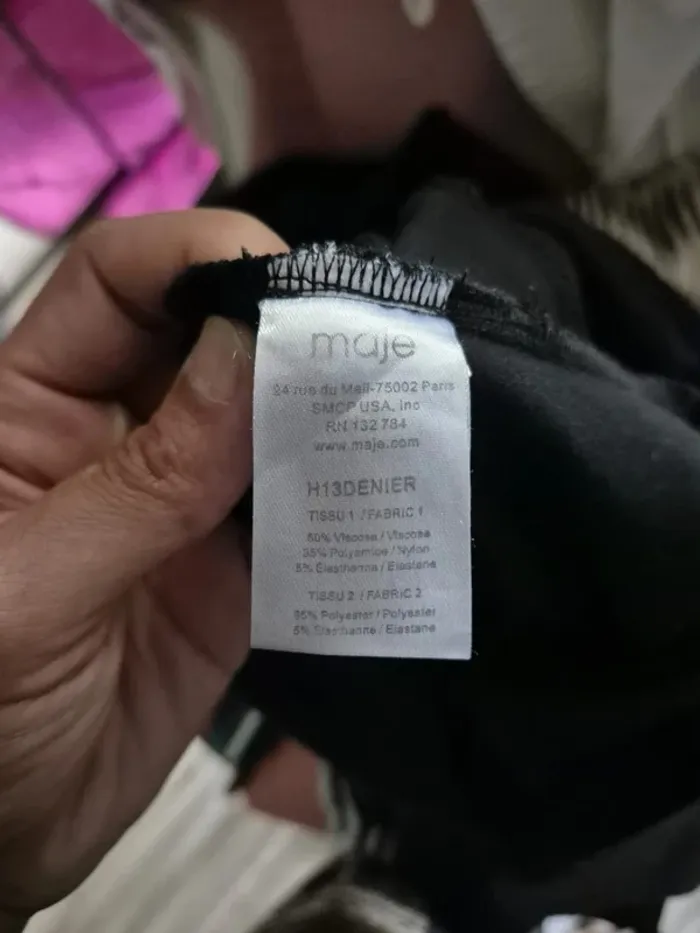 maje
24 rue du Mail-75002 Paris
SMCP USA, Inc
RN 132 784
www.maje.com
H13DENIER
TISSU 1 / FABRIC 1
60% Viscose / Viscose
35% Polyamide / Nylon
5% Elasthanne / Elastane
TISSU 2 / FABRIC 2
95% Polyester / Polyester
5% Elasthanne / Elastane